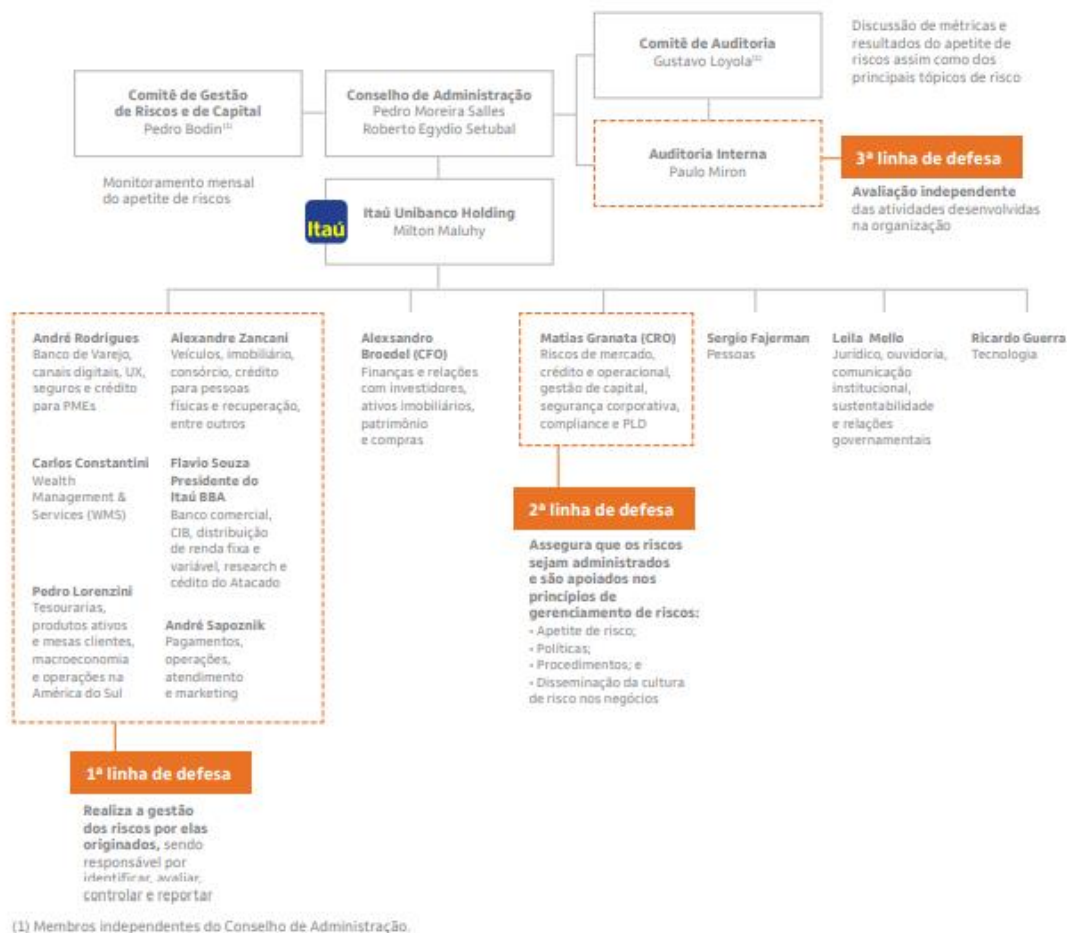 Comitê de Gestão
de Riscos e de Capital
Pedro Bodin⁽¹⁾
Monitoramento mensal
do apetite de riscos
Conselho de Administração
Pedro Moreira Salles
Roberto Egydio Setubal
Comitê de Auditoria
Gustavo Loyola⁽¹⁾
Discussão de métricas e
resultados do apetite de
riscos assim como dos
principais tópicos de risco
Auditoria Interna
Paulo Miron
3ª linha de defesa
Avaliação independente
das atividades desenvolvidas
na organização
Itaú
Itaú Unibanco Holding
Milton Maluhy
André Rodrigues
Banco de Varejo,
canais digitais, UX,
seguros e crédito
para PMEs
Alexandre Zancani
Veículos, imobiliário,
consórcio, crédito
para pessoas
físicas e recuperação,
entre outros
Carlos Constantini
Wealth
Management &
Services (WMS)
Flavio Souza
Presidente do
Itaú BBA
Banco comercial,
CIB, distribuição
de renda fixa e
variável, research e
cédito do Atacado
Pedro Lorenzini
Tesourarias,
produtos ativos
e mesas clientes,
macroeconomia
e operações na
América do Sul
André Sapoznik
Pagamentos,
operações,
atendimento
e marketing
1ª linha de defesa
Realiza a gestão
dos riscos por elas
originados, sendo
responsável por
identificar, avaliar,
controlar e reportar
Alexsandro
Broedel (CFO)
Finanças e relações
com investidores,
ativos imobiliários,
patrimônio
e compras
Matias Granata (CRO)
Riscos de mercado,
crédito e operacional,
gestão de capital,
segurança corporativa,
compliance e PLD
2ª linha de defesa
Assegura que os riscos
sejam administrados
e são apoiados nos
princípios de
gerenciamento de riscos:
• Apetite de risco;
• Políticas;
• Procedimentos; e
• Disseminação da cultura
de risco nos negócios
Sergio Fajerman
Pessoas
Leila Mello
Jurídico, ouvidoria,
comunicação
institucional,
sustentabilidade
e relações
governamentais
Ricardo Guerra
Tecnologia
(1) Membros independentes do Conselho de Administração.